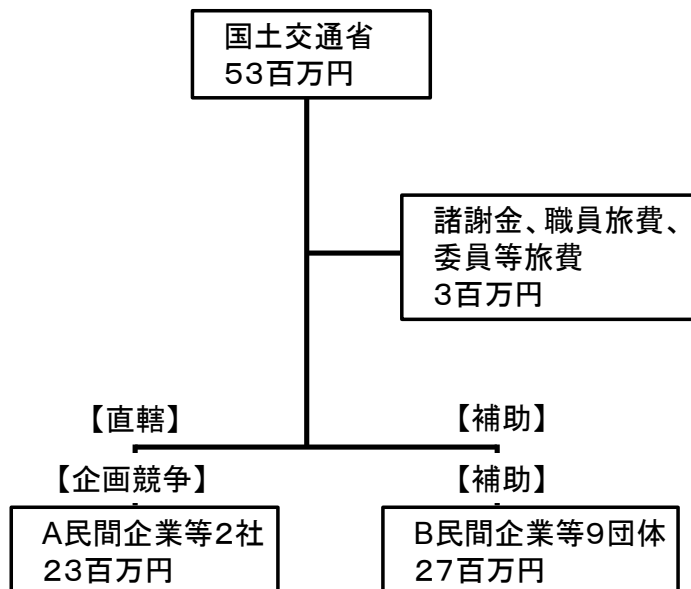 国土交通省
53百万円
諸謝金、職員旅費、
委員等旅費
3百万円
【直轄】
【補助】
【企画競争】
【補助】
A民間企業等2社
23百万円
B民間企業等9団体
27百万円